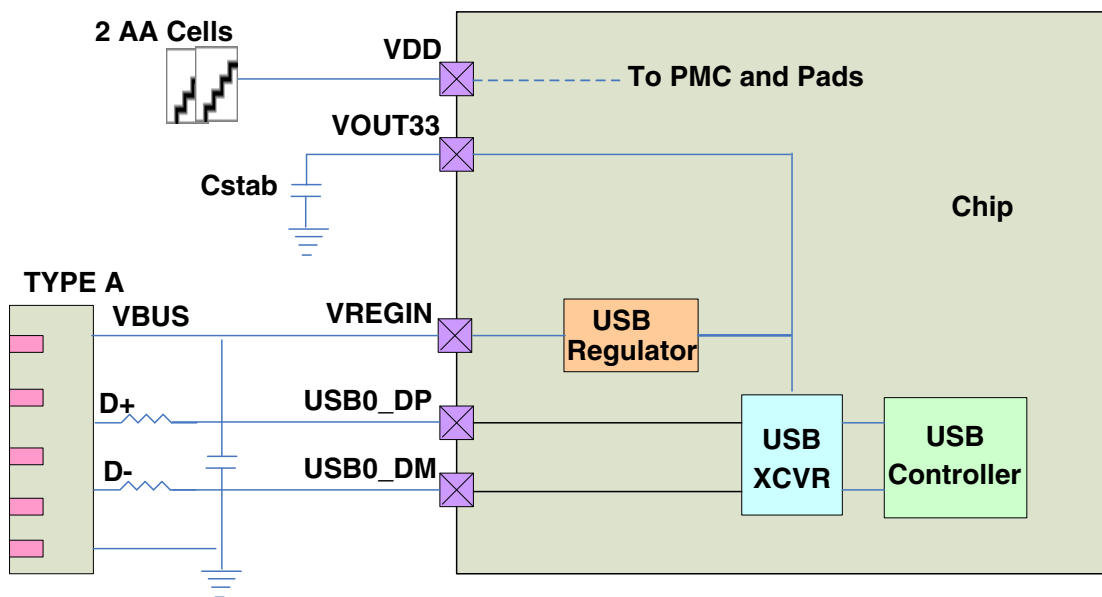 2 AA Cells
VDD
To PMC and Pads
VOUT33
Cstab
Chip
TYPE A
VBUS
VREGIN
USB
Regulator
D+
USB0_DP
D-
USB0_DM
USB
XCVR
USB
Controller